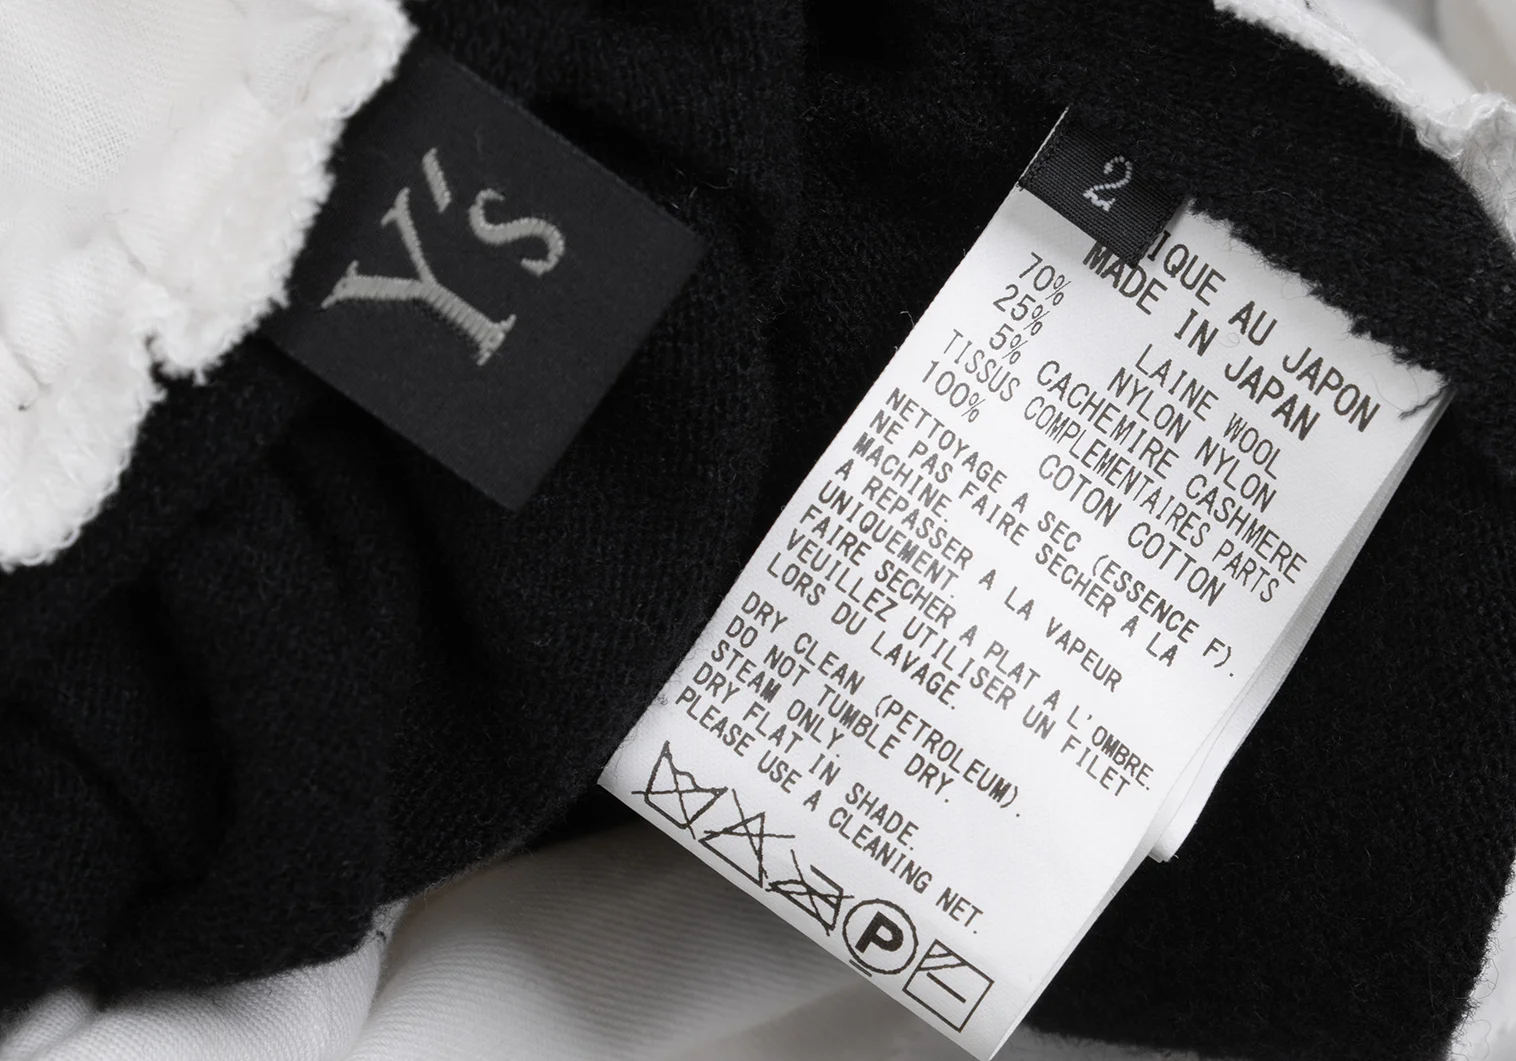 Y's
2
IQUE AU JAPON
MADE IN JAPAN
70% LAINE WOOL
25% NYLON NYLON
5% CACHEMIRE CASHMERE
TISSUS COMPLEMENTAIRES PARTS
100% COTON COTTON
NETTOYAGE A SEC (ESSENCE F).
NE PAS FAIRE SECHER A LA
MACHINE.
A REPASSER A LA VAPEUR
UNIQUEMENT.
FAIRE SECHER A PLAT A L'OMBRE.
VEUILLEZ UTILISER UN FILET
LORS DU LAVAGE.
DRY CLEAN (PETROLEUM).
DO NOT TUMBLE DRY.
STEAM ONLY
DRY FLAT IN SHADE.
PLEASE USE A CLEANING NET.
P